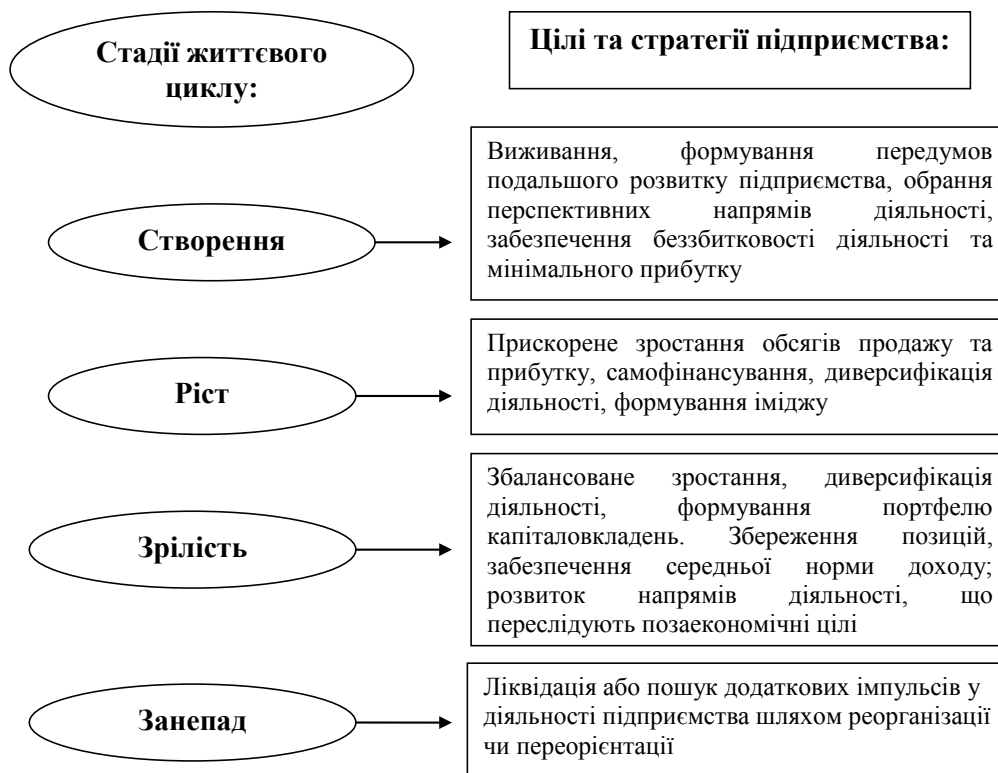 Стадії життєвого
циклу:
Цілі та стратегії підприємства:
Створення
Виживання, формування передумов
подальшого розвитку підприємства, обрання
перспективних напрямів діяльності,
забезпечення беззбитковості діяльності та
мінімального прибутку
Ріст
Прискорене зростання обсягів продажу та
прибутку, самофінансування, диверсифікація
діяльності, формування іміджу
Зрілість
Збалансоване зростання, диверсифікація
діяльності, формування портфелю
капіталовкладень. Збереження позицій,
забезпечення середньої норми доходу;
розвиток напрямів діяльності, що
переслідують позаекономічні цілі
Занепад
Ліквідація або пошук додаткових імпульсів у
діяльності підприємства шляхом реорганізації
чи переорієнтації